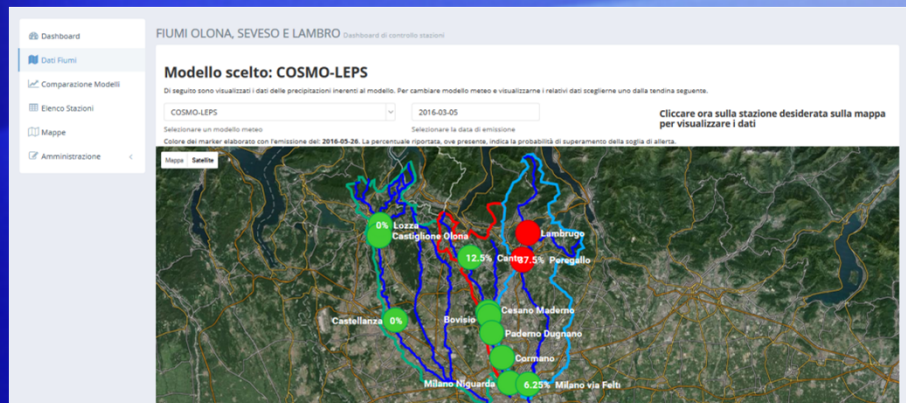 Dashboard
Dati Fiumi
Comparazione Modelli
Elenco Stazioni
Mappe
Amministrazione
FIUMI OLONA, SEVESO E LAMBRO Dashboard di controllo stazioni
Modello scelto: COSMO-LEPS
Di seguito sono visualizzati i dati delle precipitazioni inerenti al modello. Per cambiare modello meteo e visualizzarne i relativi dati sceglierne uno dalla tendina seguente.
COSMO-LEPS
2016-03-05
Selezionare un modello meteo
Selezionare la data di emissione
Cliccare ora sulla stazione desiderata sulla mappa
per visualizzare i dati
Colore del marker elaborato con l'emissione del: 2016-05-26. La percentuale riportata, ove presente, indica la probabilità di superamento della soglia di allerta.
Mappe Satellite
0% Lozza
Castiglione Olona
Lambrugo
12.5% Cantù
37.5% Peregallo
Castellanza 0%
Cesano Maderno
Bovisio
Paderno Dugnano
Cormano
Milano Niguarda
6.25% Milano via Feltr